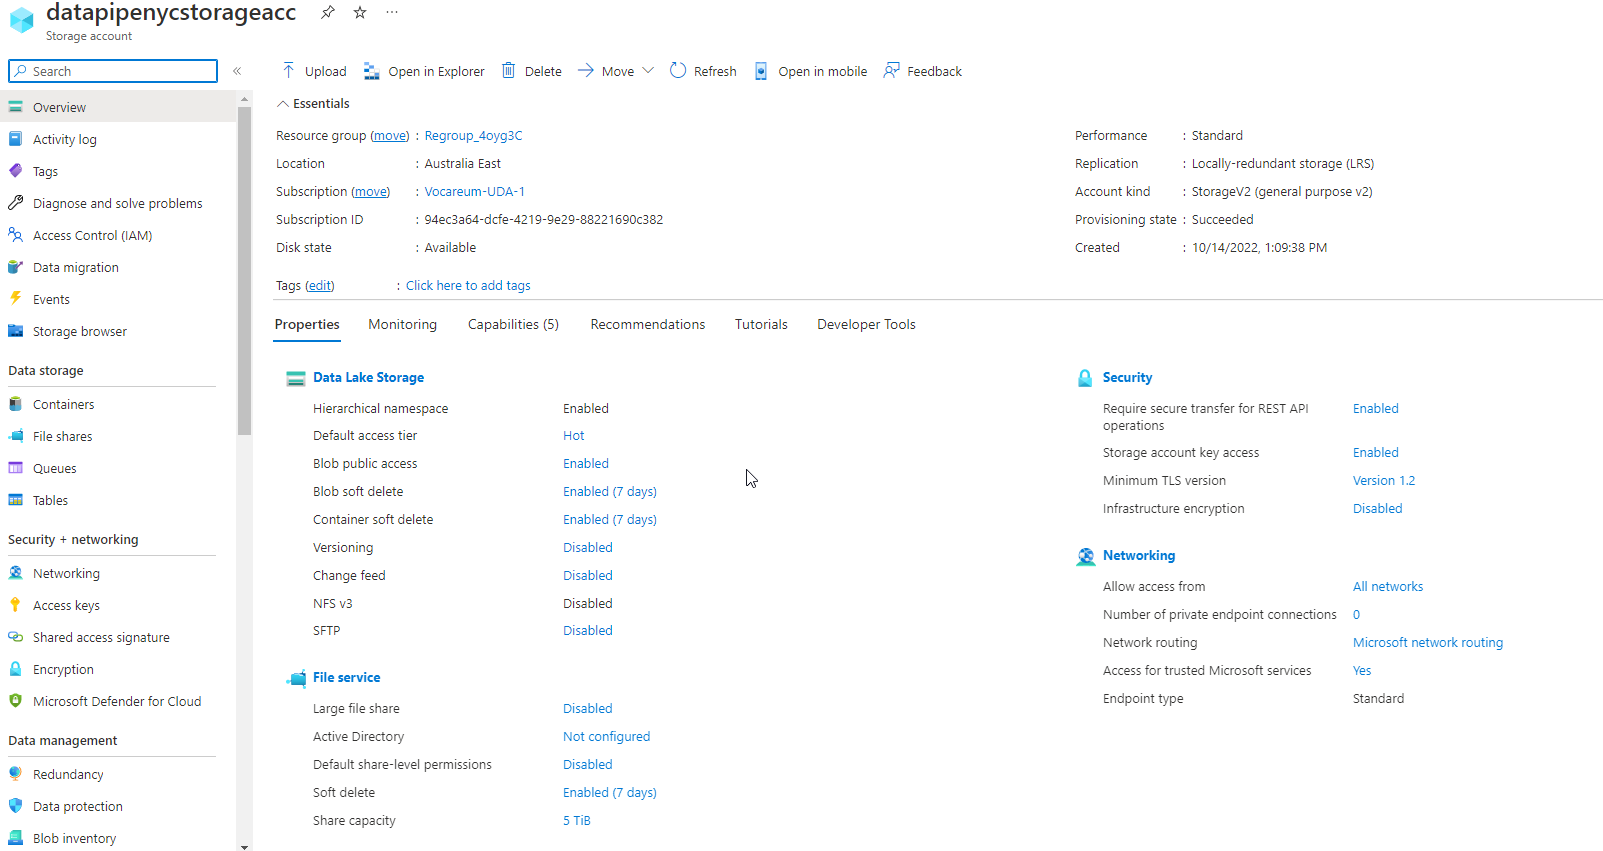 datapipenycstorageacc
Storage account
Search
«
Upload
Open in Explorer
Delete
Move
Refresh
Open in mobile
Feedback
Overview
Activity log
Tags
Diagnose and solve problems
Access Control (IAM)
Data migration
Events
Storage browser
Data storage
Containers
File shares
Queues
Tables
Security + networking
Networking
Access keys
Shared access signature
Encryption
Microsoft Defender for Cloud
Data management
Redundancy
Data protection
Blob inventory
Essentials
Resource group (move) : Regroup_4oyg3C
Location : Australia East
Subscription (move) : Vocareum-UDA-1
Subscription ID : 94ec3a64-dcfe-4219-9e29-88221690c382
Disk state : Available
Tags (edit) : Click here to add tags
Performance : Standard
Replication : Locally-redundant storage (LRS)
Account kind : StorageV2 (general purpose v2)
Provisioning state : Succeeded
Created : 10/14/2022, 1:09:38 PM
Properties Monitoring Capabilities (5) Recommendations Tutorials Developer Tools
Data Lake Storage
Hierarchical namespace Enabled
Default access tier Hot
Blob public access Enabled
Blob soft delete Enabled (7 days)
Container soft delete Enabled (7 days)
Versioning Disabled
Change feed Disabled
NFS v3 Disabled
SFTP Disabled
File service
Large file share Disabled
Active Directory Not configured
Default share-level permissions Disabled
Soft delete Enabled (7 days)
Share capacity 5 TiB
Security
Require secure transfer for REST API Enabled
operations
Storage account key access Enabled
Minimum TLS version Version 1.2
Infrastructure encryption Disabled
Networking
Allow access from All networks
Number of private endpoint connections 0
Network routing Microsoft network routing
Access for trusted Microsoft services Yes
Endpoint type Standard